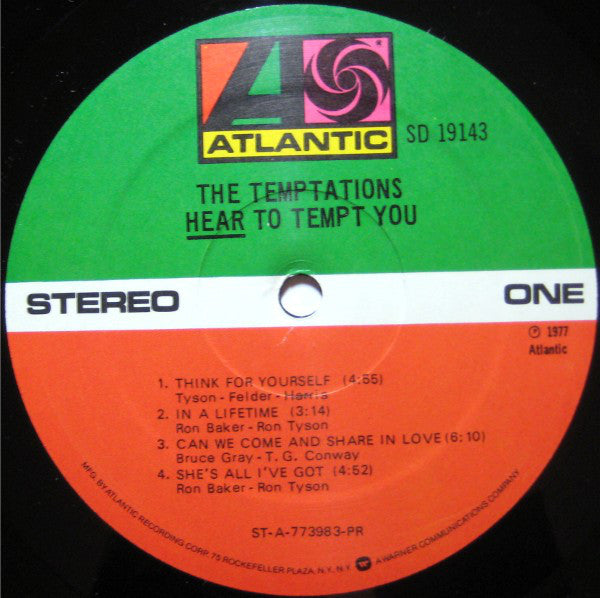 ®
ATLANTIC
SD 19143
THE TEMPTATIONS
HEAR TO TEMPT YOU
STEREO
ONE
℗ 1977
Atlantic
1. THINK FOR YOURSELF (4:55)
Tyson - Felder - Harris
2. IN A LIFETIME (3:14)
Ron Baker - Ron Tyson
3. CAN WE COME AND SHARE IN LOVE (6:10)
Bruce Gray - T. G. Conway
4. SHE'S ALL I'VE GOT (4:52)
Ron Baker - Ron Tyson
ST-A-773983-PR
MFG. BY ATLANTIC RECORDING CORP. 75 ROCKEFELLER PLAZA, N.Y., N.Y. A WARNER COMMUNICATIONS COMPANY